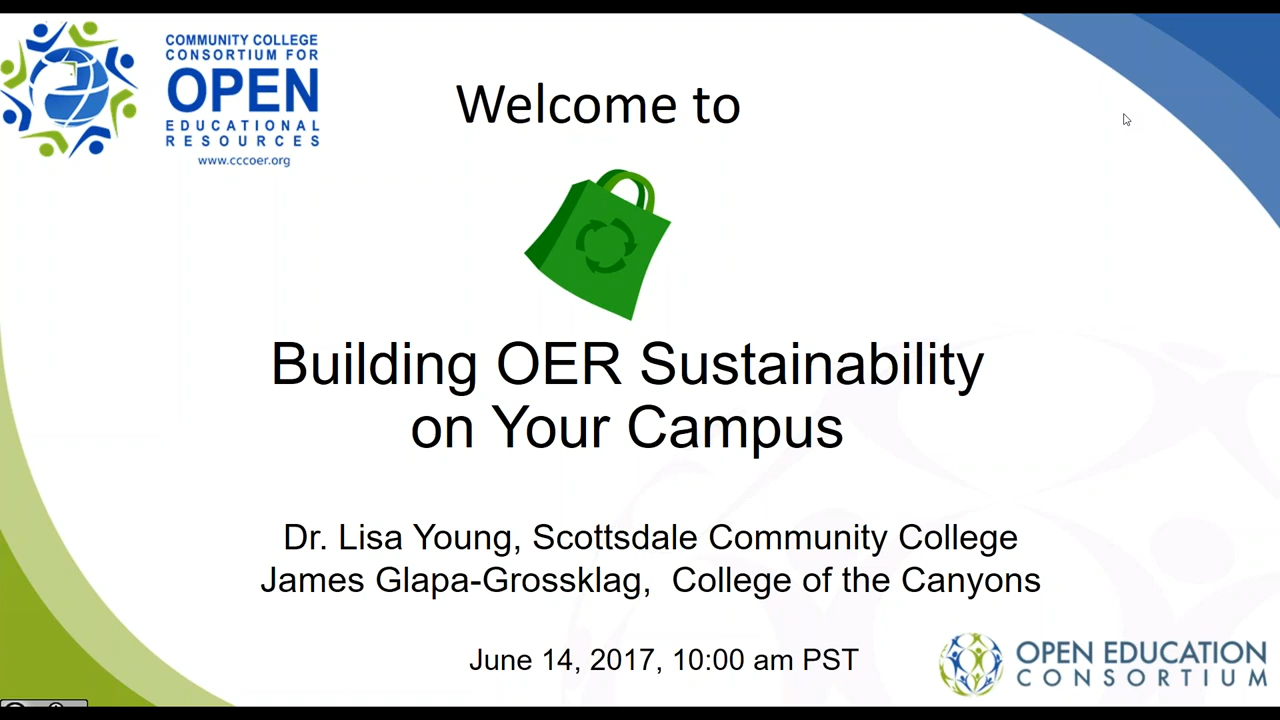 COMMUNITY COLLEGE
CONSORTIUM FOR
OPEN
EDUCATIONAL
RESOURCES
www.cccoer.org
Welcome to
Building OER Sustainability
on Your Campus
Dr. Lisa Young, Scottsdale Community College
James Glapa-Grossklag, College of the Canyons
June 14, 2017, 10:00 am PST
OPEN EDUCATION
CONSORTIUM